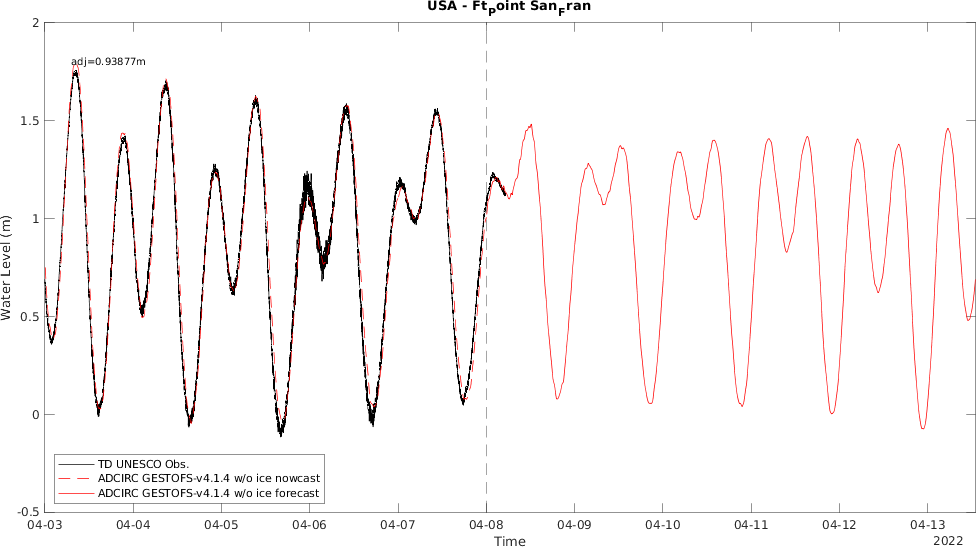 USA - Ft_Point San_Fran
adj=0.93877m
2
1.5
1
0.5
0
-0.5
Water Level (m)
TD UNESCO Obs.
ADCIRC GESTOFS-v4.1.4 w/o ice nowcast
ADCIRC GESTOFS-v4.1.4 w/o ice forecast
04-03 04-04 04-05 04-06 04-07 04-08 04-09 04-10 04-11 04-12 04-13
Time
2022